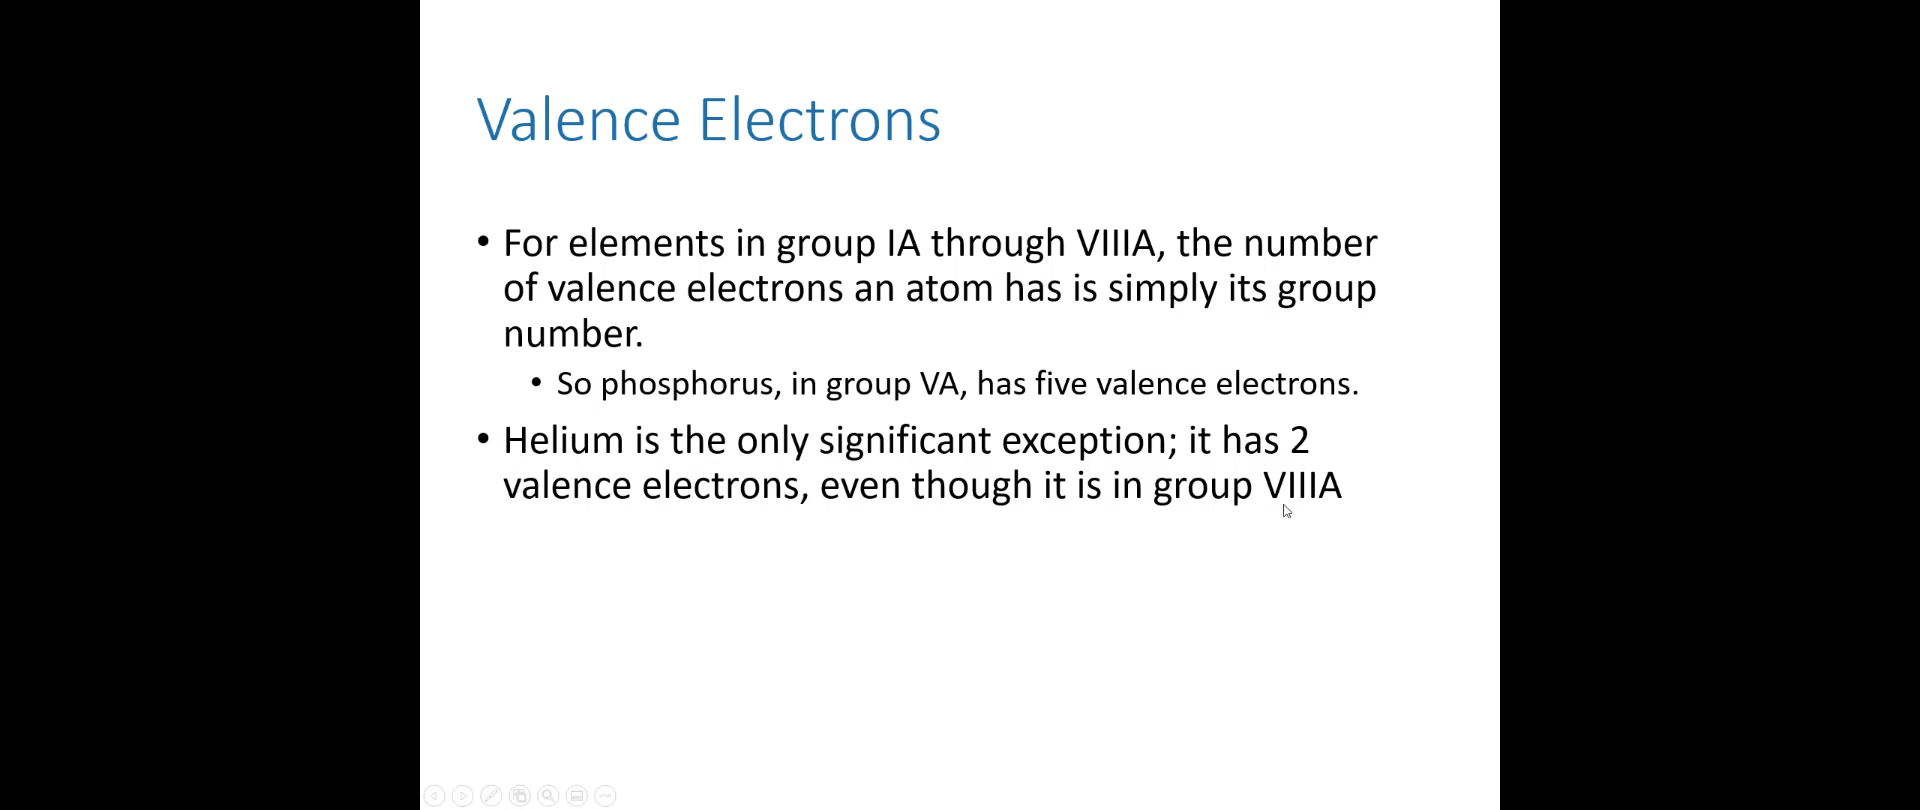 Valence Electrons
• For elements in group IA through VIIIA, the number
of valence electrons an atom has is simply its group
number.
• So phosphorus, in group VA, has five valence electrons.
• Helium is the only significant exception; it has 2
valence electrons, even though it is in group VIIIA